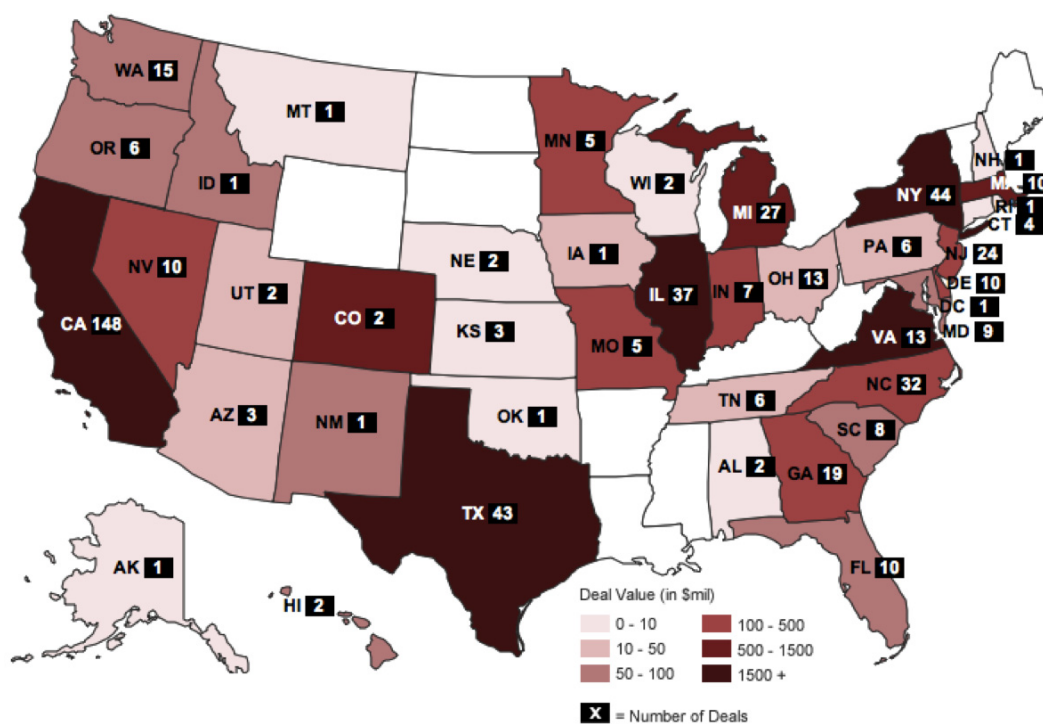 WA 15
MT 1
OR 6
ID 1
MN 5
WI 2
MI 27
NY 44
NH 1
MA 10
RI 1
CT 4
NV 10
UT 2
CO 2
NE 2
IA 1
IL 37
IN 7
OH 13
PA 6
NJ 24
DE 10
DC 1
MD 9
CA 148
KS 3
MO 5
VA 13
AZ 3
NM 1
OK 1
TN 6
NC 32
SC 8
AL 2
GA 19
TX 43
FL 10
AK 1
HI 2
Deal Value (in $mil)
0 - 10
10 - 50
50 - 100
100 - 500
500 - 1500
1500 +
X = Number of Deals